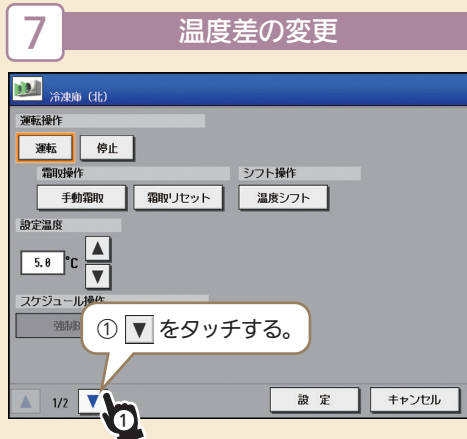 7 温度差の変更
冷凍庫（北）
運転操作
運転 停止
霜取操作 シフト操作
手動霜取 霜取リセット 温度シフト
設定温度
▲
5.0 ℃
▼
スケジュール操作
強制
① ▼ をタッチする。
▲ 1/2 ▼ 設 定 キャンセル
①